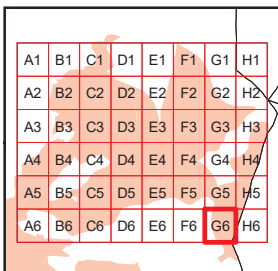 A1 B1 C1 D1 E1 F1 G1 H1
A2 B2 C2 D2 E2 F2 G2 H2
A3 B3 C3 D3 E3 F3 G3 H3
A4 B4 C4 D4 E4 F4 G4 H4
A5 B5 C5 D5 E5 F5 G5 H5
A6 B6 C6 D6 E6 F6 G6 H6